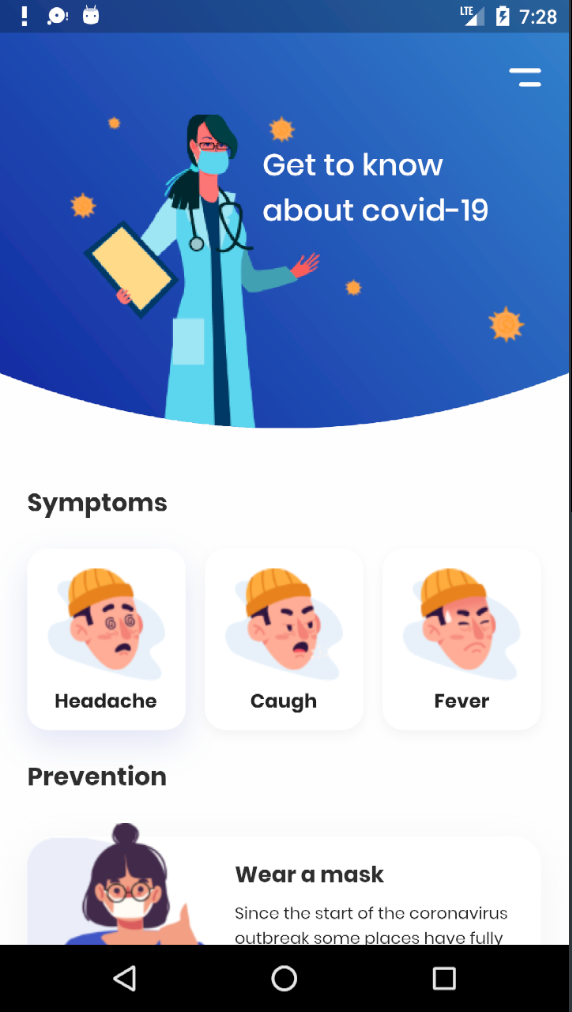 LTE 7:28
Get to know
about covid-19
Symptoms
Headache Caugh Fever
Prevention
Wear a mask
Since the start of the coronavirus
outbreak some places have fully